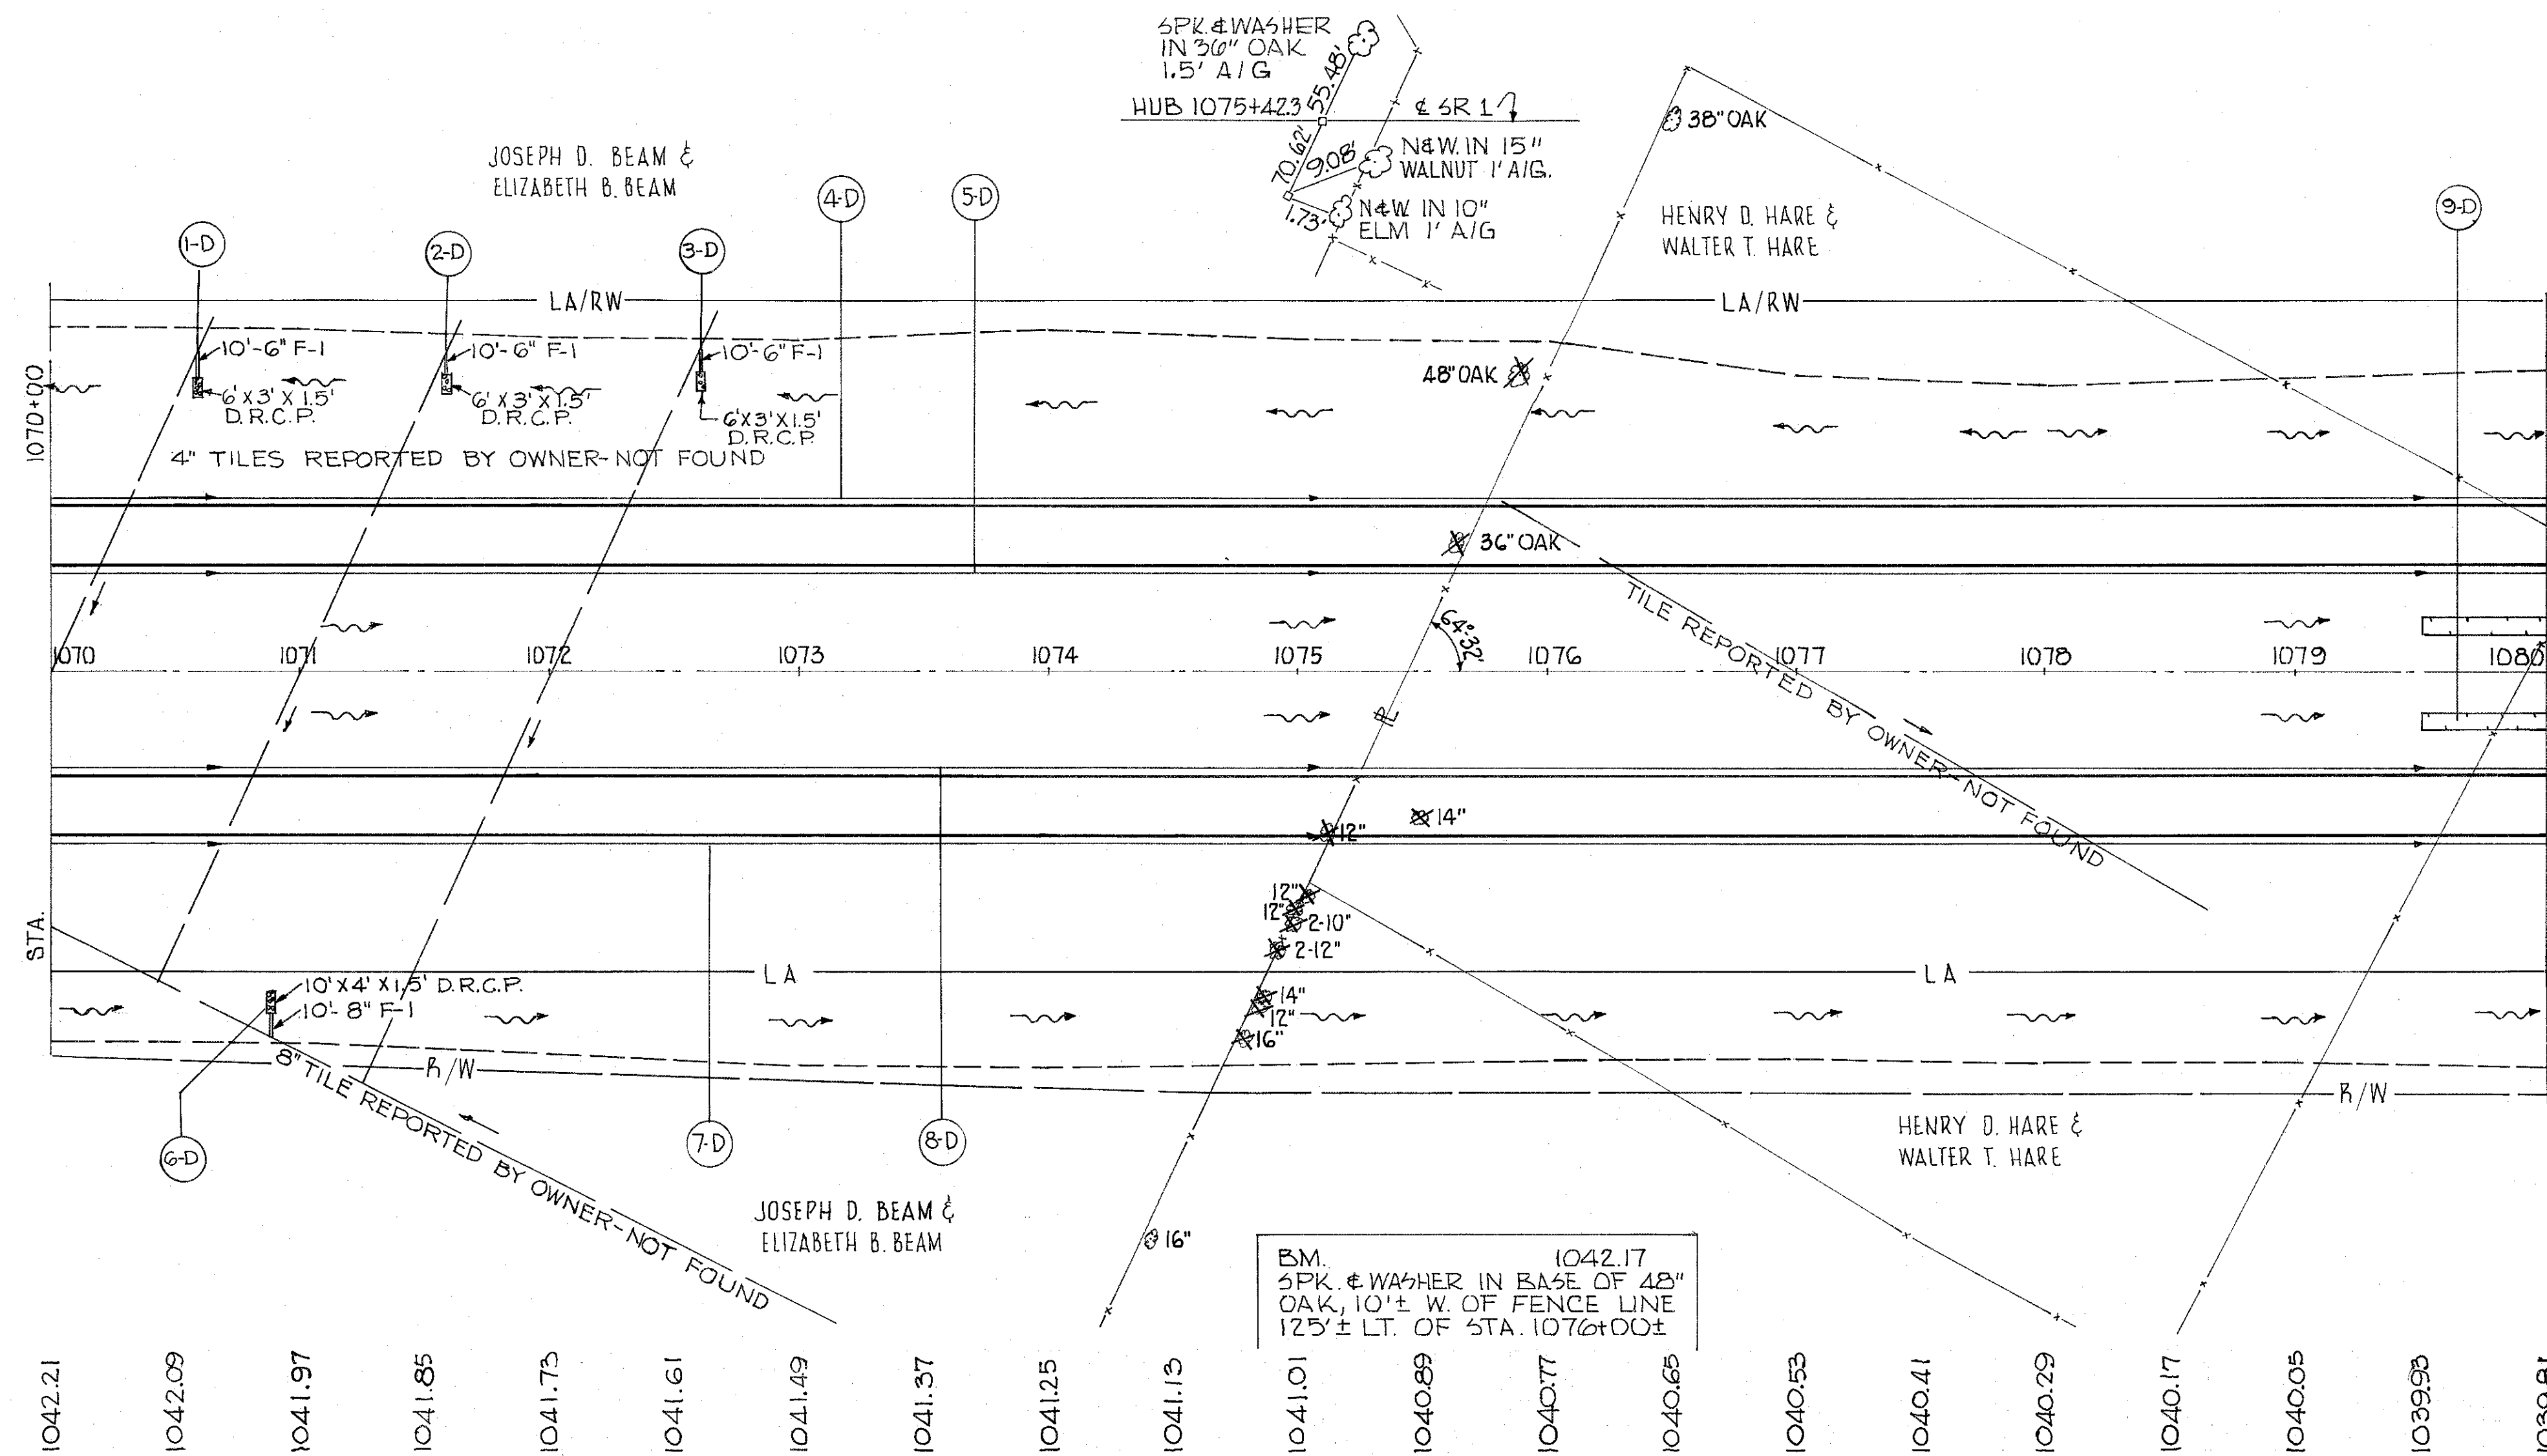 SPK. & WASHER
IN 36" OAK
1.5' A/G
55.48'
HUB 1075+42.3
℄ SR 1
70.62'
9.08'
N&W. IN 15"
WALNUT 1' A/G.
1.73'
N&W. IN 10"
ELM 1' A/G
38" OAK
JOSEPH D. BEAM &
ELIZABETH B. BEAM
HENRY D. HARE &
WALTER T. HARE
1-D
2-D
3-D
4-D
5-D
9-D
LA/RW
LA/RW
10'-6" F-1
10'-6" F-1
10'-6" F-1
6'X3'X1.5'
D.R.C.P.
6'X3'X1.5'
D.R.C.P.
6'X3'X1.5'
D.R.C.P.
48" OAK
1070+00
4" TILES REPORTED BY OWNER-NOT FOUND
36" OAK
64°-32'
TILE REPORTED BY OWNER-NOT FOUND
1070
1071
1072
1073
1074
1075
1076
1077
1078
1079
1080
PL
14"
12"
12"
12"
2-10"
2-12"
14"
12"
16"
STA.
LA
LA
10'X4'X1.5' D.R.C.P.
10'-8" F-1
R/W
R/W
8" TILE REPORTED BY OWNER-NOT FOUND
6-D
7-D
8-D
JOSEPH D. BEAM &
ELIZABETH B. BEAM
HENRY D. HARE &
WALTER T. HARE
16"
BM. 1042.17
SPK. & WASHER IN BASE OF 48"
OAK, 10'± W. OF FENCE LINE
125'± LT. OF STA. 1076+00±
1042.21
1042.09
1041.97
1041.85
1041.73
1041.61
1041.49
1041.37
1041.25
1041.13
1041.01
1040.89
1040.77
1040.65
1040.53
1040.41
1040.29
1040.17
1040.05
1039.93